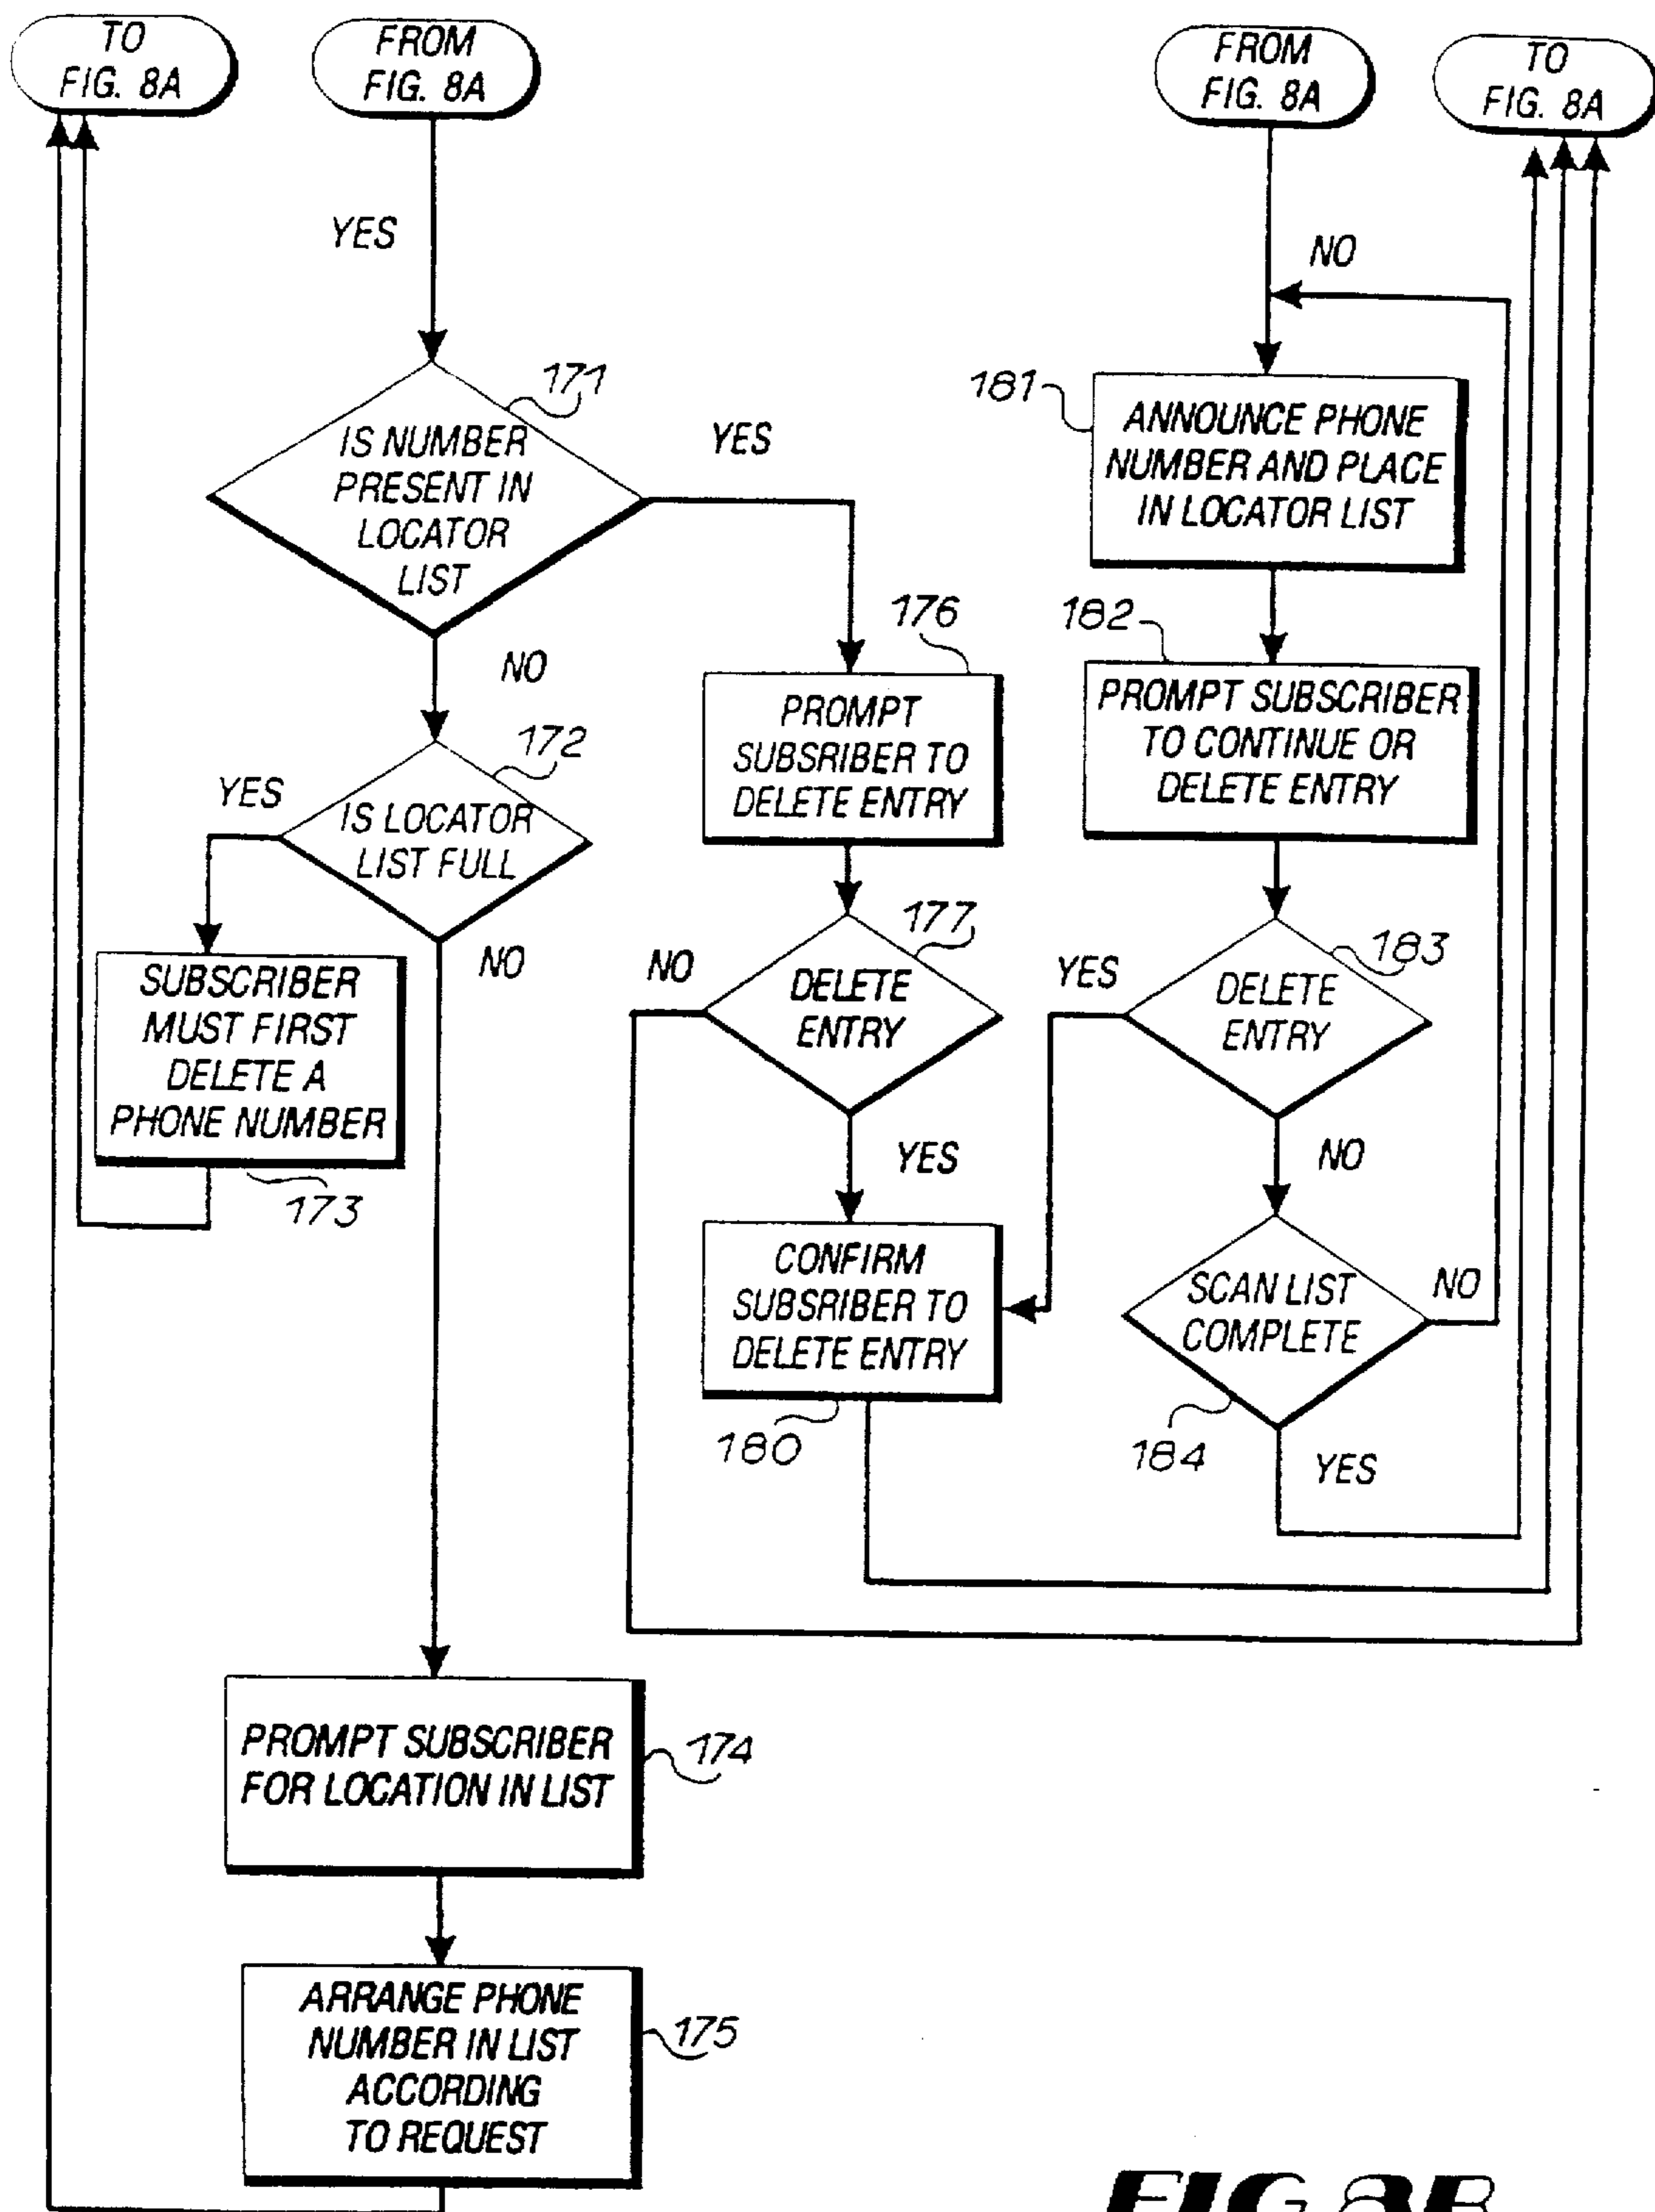 TO
FIG. 8A
FROM
FIG. 8A
FROM
FIG. 8A
TO
FIG. 8A
YES
NO
171
IS NUMBER
PRESENT IN
LOCATOR
LIST
YES
NO
181
ANNOUNCE PHONE
NUMBER AND PLACE
IN LOCATOR LIST
172
YES
IS LOCATOR
LIST FULL
NO
176
PROMPT
SUBSRIBER TO
DELETE ENTRY
182
PROMPT SUBSCRIBER
TO CONTINUE OR
DELETE ENTRY
SUBSCRIBER
MUST FIRST
DELETE A
PHONE NUMBER
173
177
NO
DELETE
ENTRY
YES
183
YES
DELETE
ENTRY
NO
CONFIRM
SUBSRIBER TO
DELETE ENTRY
180
SCAN LIST
COMPLETE
NO
184
YES
PROMPT SUBSCRIBER
FOR LOCATION IN LIST
174
ARRANGE PHONE
NUMBER IN LIST
ACCORDING
TO REQUEST
175
FIG 8B